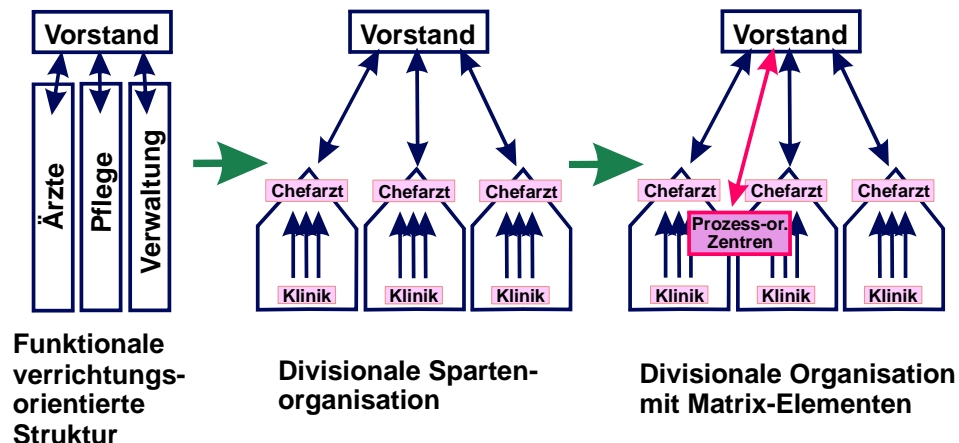 Vorstand
Ärzte
Pflege
Verwaltung
Funktionale
verrichtungs-
orientierte
Struktur
Vorstand
Chefarzt
Chefarzt
Chefarzt
Klinik
Klinik
Klinik
Divisionale Sparten-
organisation
Vorstand
Chefarzt
Chefarzt
Chefarzt
Prozess-or.
Zentren
Klinik
Klinik
Klinik
Divisionale Organisation
mit Matrix-Elementen